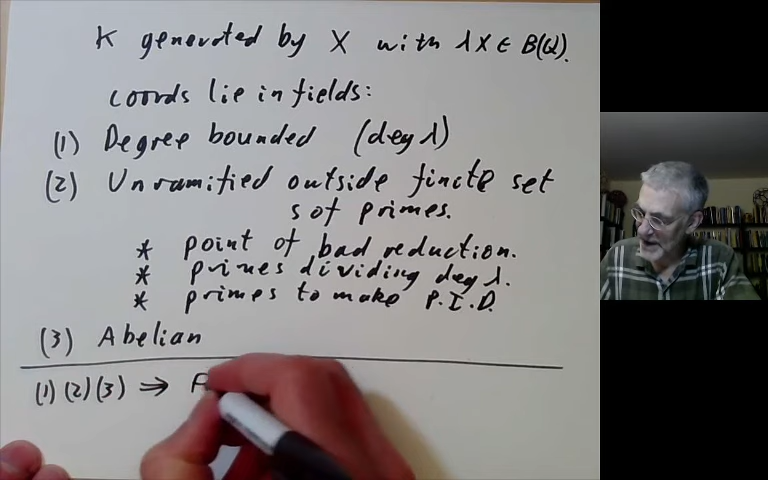 K generated by X with λX ∈ B(Q).
coords lie in fields:
(1) Degree bounded (deg λ)
(2) Unramified outside finite set
S of primes.
* point of bad reduction.
* primes dividing deg λ.
* primes to make P.I.D.
(3) Abelian
(1)(2)(3) ⇒ F